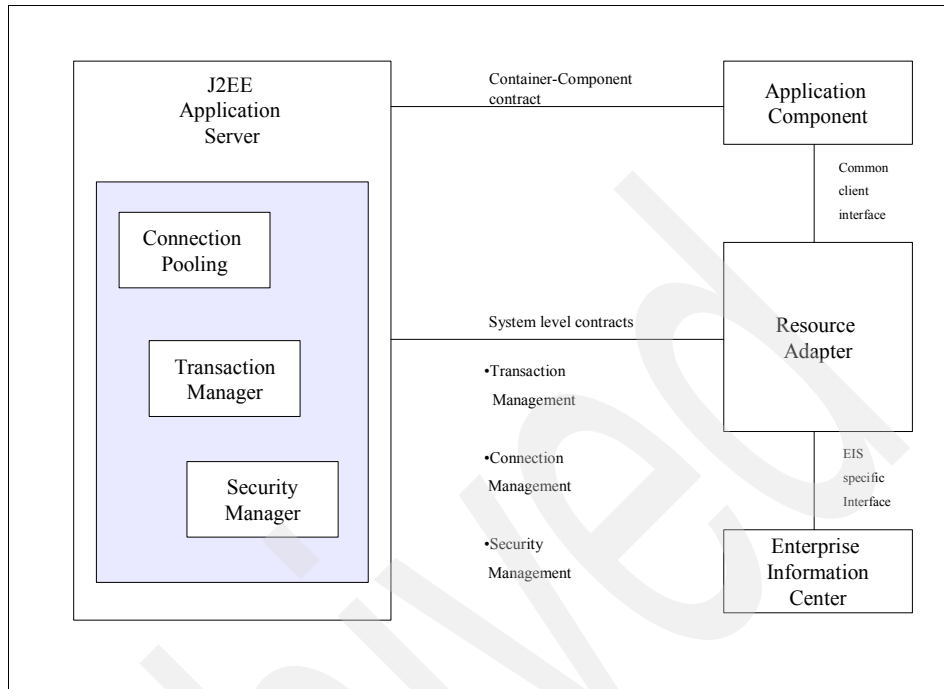 J2EE
Application
Server
Connection
Pooling
Transaction
Manager
Security
Manager
Container-Component
contract
System level contracts
•Transaction
Management
•Connection
Management
•Security
Management
Application
Component
Common
client
interface
Resource
Adapter
EIS
specific
Interface
Enterprise
Information
Center